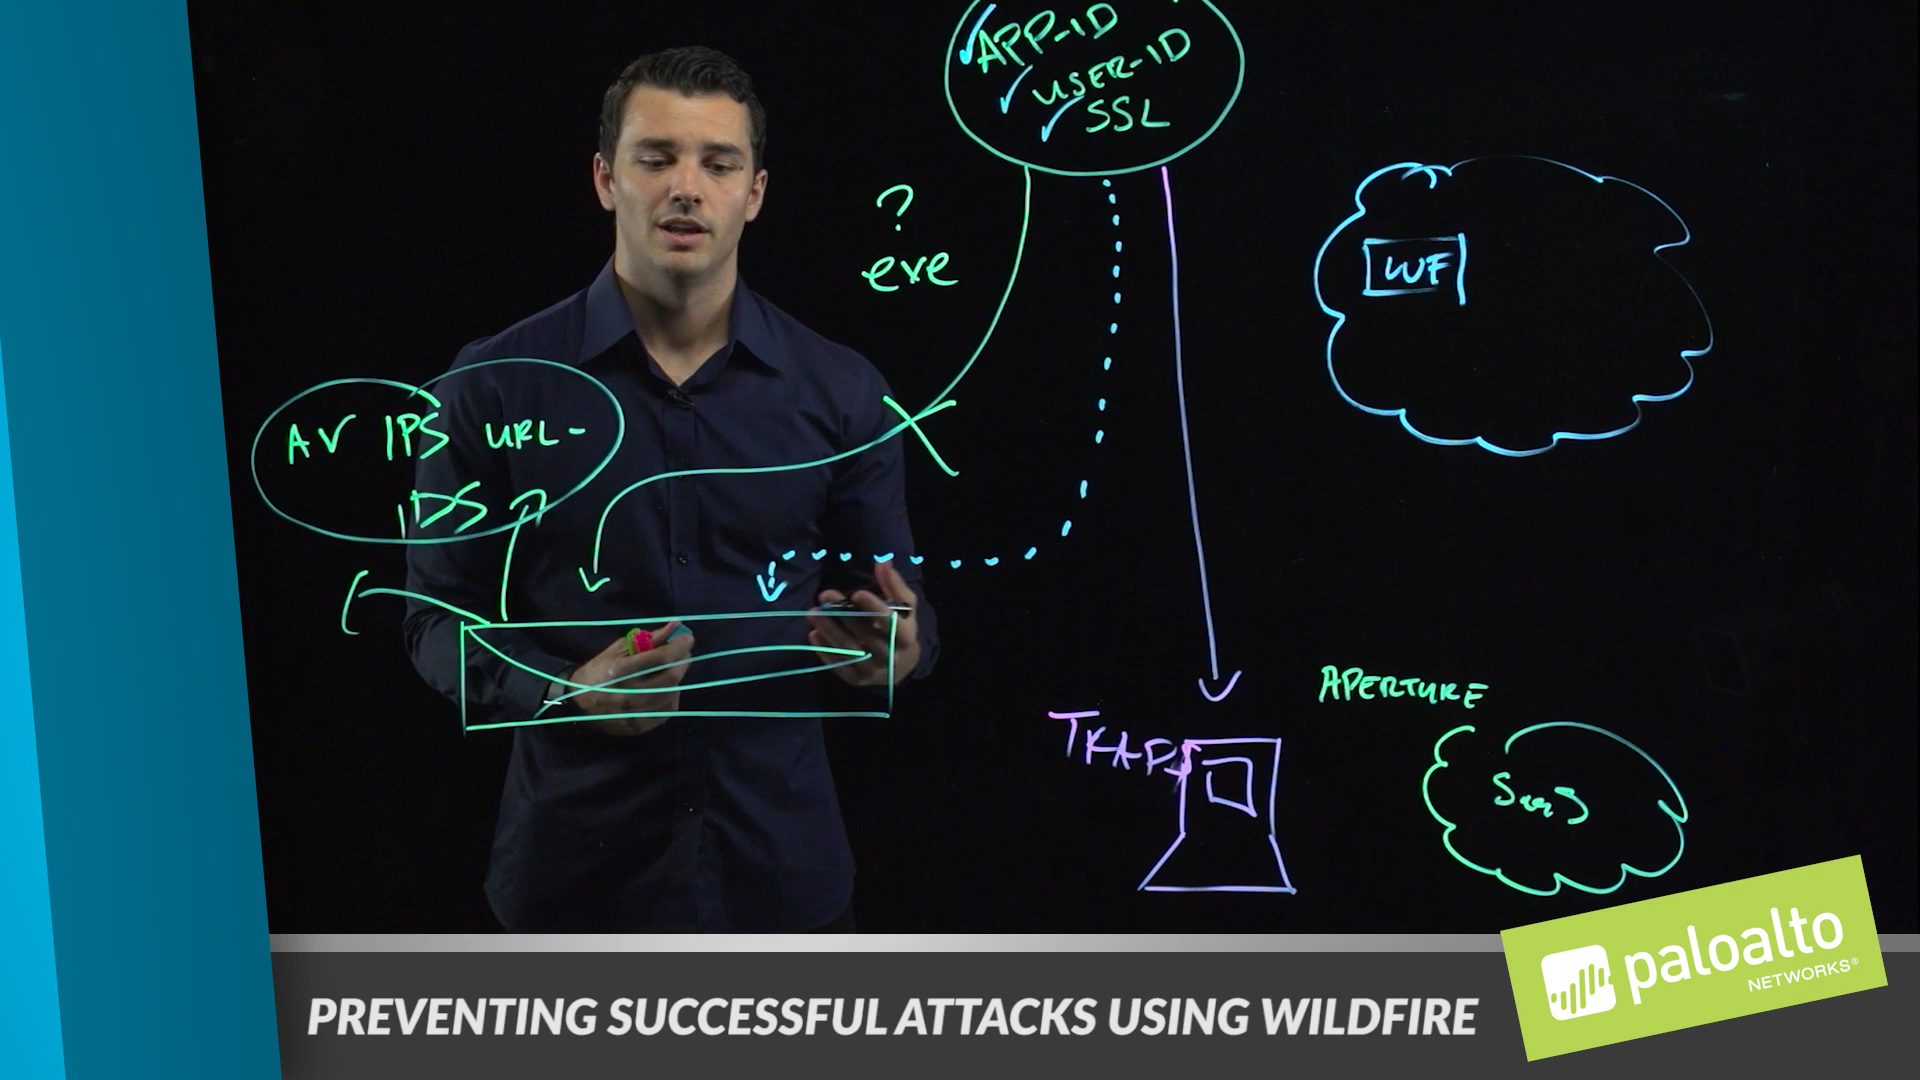 APP-ID
USER-ID
SSL
?
exe
WF
AV IPS URL-
IDS
APERTURE
TRAPS
SaaS
PREVENTING SUCCESSFUL ATTACKS USING WILDFIRE
paloalto
NETWORKS®